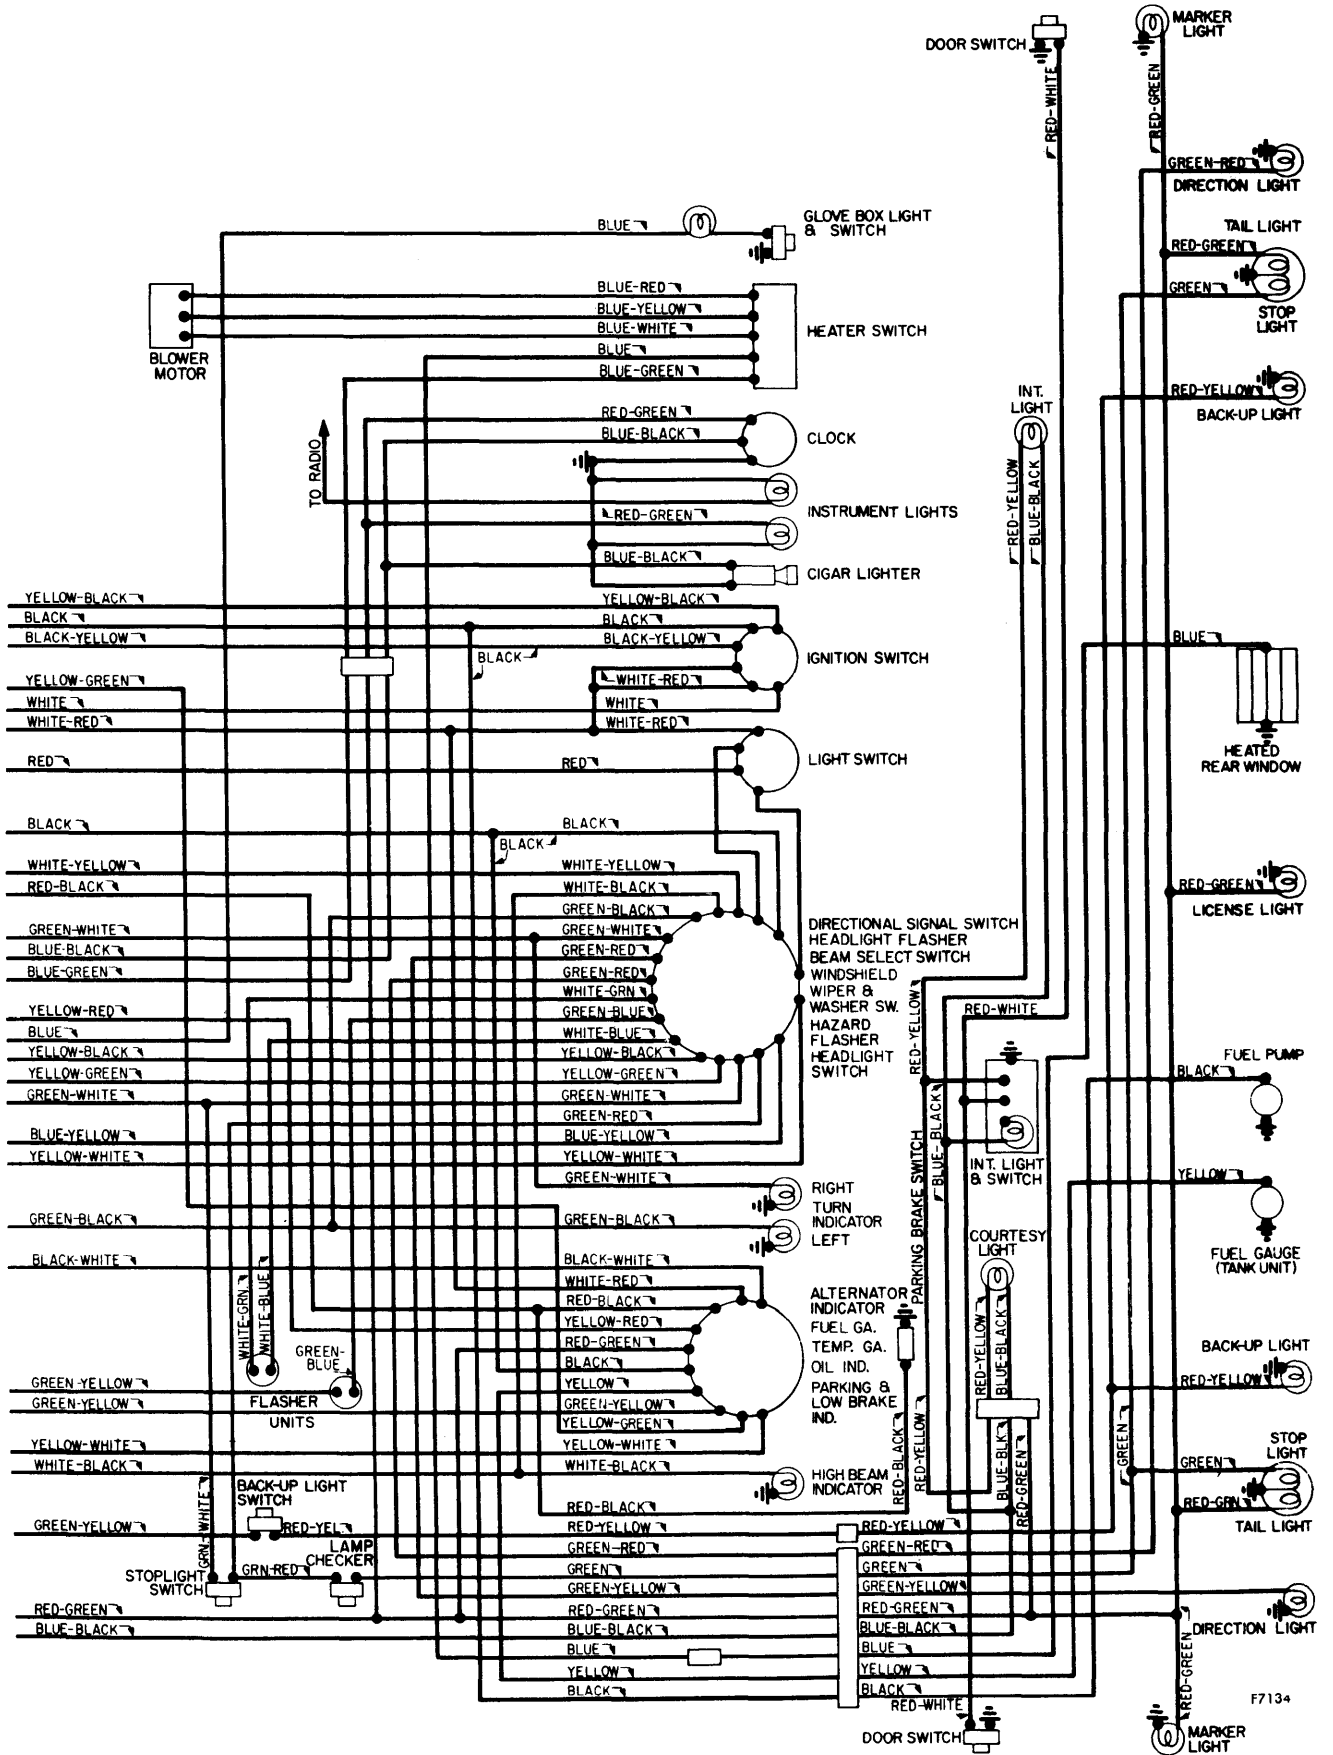 MARKER
LIGHT
DOOR SWITCH
RED-WHITE
RED-GREEN
GREEN-RED
DIRECTION LIGHT
TAIL LIGHT
RED-GREEN
GREEN
STOP
LIGHT
RED-YELLOW
BACK-UP LIGHT
BLUE
GLOVE BOX LIGHT
& SWITCH
BLUE-RED
BLUE-YELLOW
BLUE-WHITE
BLUE
BLUE-GREEN
HEATER SWITCH
BLOWER
MOTOR
INT.
LIGHT
RED-YELLOW
BLUE-BLACK
RED-GREEN
BLUE-BLACK
CLOCK
TO RADIO
RED-GREEN
INSTRUMENT LIGHTS
BLUE-BLACK
CIGAR LIGHTER
YELLOW-BLACK
YELLOW-BLACK
BLACK
BLACK
BLACK-YELLOW
BLACK-YELLOW
BLACK
IGNITION SWITCH
YELLOW-GREEN
WHITE-RED
WHITE
WHITE
WHITE-RED
WHITE-RED
BLUE
HEATED
REAR WINDOW
RED
RED
LIGHT SWITCH
BLACK
BLACK
BLACK
WHITE-YELLOW
WHITE-YELLOW
RED-BLACK
WHITE-BLACK
GREEN-BLACK
GREEN-WHITE
GREEN-WHITE
BLUE-BLACK
GREEN-RED
BLUE-GREEN
GREEN-RED
WHITE-GRN
YELLOW-RED
GREEN-BLUE
BLUE
WHITE-BLUE
YELLOW-BLACK
YELLOW-BLACK
YELLOW-GREEN
YELLOW-GREEN
GREEN-WHITE
GREEN-WHITE
GREEN-RED
BLUE-YELLOW
BLUE-YELLOW
YELLOW-WHITE
YELLOW-WHITE
DIRECTIONAL SIGNAL SWITCH
HEADLIGHT FLASHER
BEAM SELECT SWITCH
WINDSHIELD
WIPER &
WASHER SW.
HAZARD
FLASHER
HEADLIGHT
SWITCH
RED-GREEN
LICENSE LIGHT
RED-YELLOW
RED-WHITE
BLUE-BLACK
INT. LIGHT
& SWITCH
FUEL PUMP
BLACK
YELLOW
FUEL GAUGE
(TANK UNIT)
GREEN-WHITE
RIGHT
TURN
INDICATOR
LEFT
GREEN-BLACK
GREEN-BLACK
BLACK-WHITE
BLACK-WHITE
WHITE-RED
RED-BLACK
YELLOW-RED
RED-GREEN
BLACK
YELLOW
GREEN-YELLOW
YELLOW-GREEN
YELLOW-WHITE
WHITE-BLACK
ALTERNATOR
INDICATOR
FUEL GA.
TEMP. GA.
OIL IND.
PARKING &
LOW BRAKE
IND.
HIGH BEAM
INDICATOR
PARKING BRAKE SWITCH
COURTESY
LIGHT
RED-YELLOW
BLUE-BLACK
RED-BLACK
RED-YELLOW
BLUE-BLK
RED-GREEN
WHITE-GRN
WHITE-BLUE
GREEN-
BLUE
GREEN-YELLOW
GREEN-YELLOW
FLASHER
UNITS
YELLOW-WHITE
WHITE-BLACK
BACK-UP LIGHT
RED-YELLOW
GREEN
STOP
LIGHT
GREEN
RED-GRN
TAIL LIGHT
GRN-WHITE
BACK-UP LIGHT
SWITCH
GREEN-YELLOW
RED-YEL
LAMP
CHECKER
STOPLIGHT
SWITCH
GRN-RED
RED-GREEN
BLUE-BLACK
RED-BLACK
RED-YELLOW
GREEN-RED
GREEN
GREEN-YELLOW
RED-GREEN
BLUE-BLACK
BLUE
YELLOW
BLACK
RED-YELLOW
GREEN-RED
GREEN
GREEN-YELLOW
RED-GREEN
BLUE-BLACK
BLUE
YELLOW
BLACK
RED-WHITE
DOOR SWITCH
DIRECTION LIGHT
RED-GREEN
F7134
MARKER
LIGHT